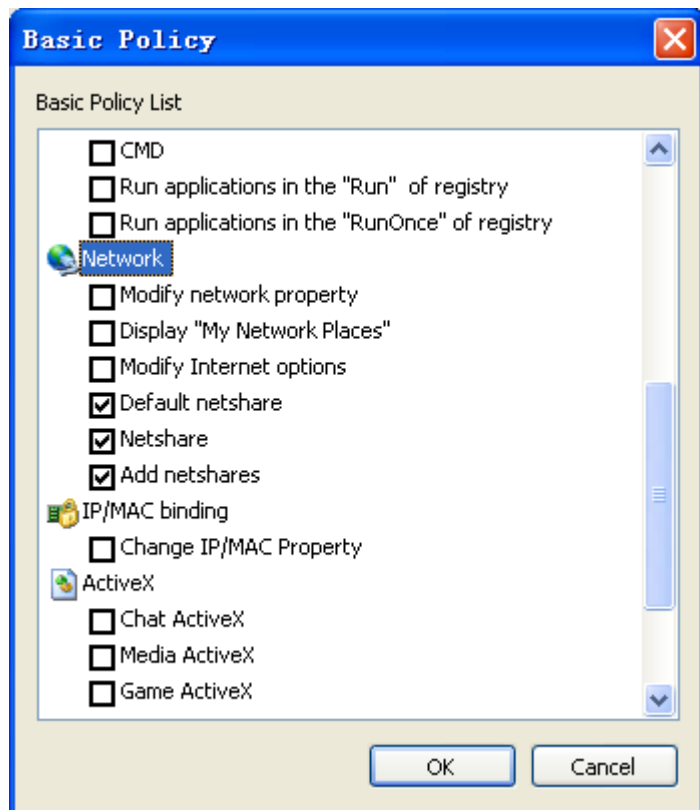 Basic Policy
Basic Policy List
CMD
Run applications in the "Run" of registry
Run applications in the "RunOnce" of registry
Network
Modify network property
Display "My Network Places"
Modify Internet options
Default netshare
Netshare
Add netshares
IP/MAC binding
Change IP/MAC Property
ActiveX
Chat ActiveX
Media ActiveX
Game ActiveX
OK Cancel